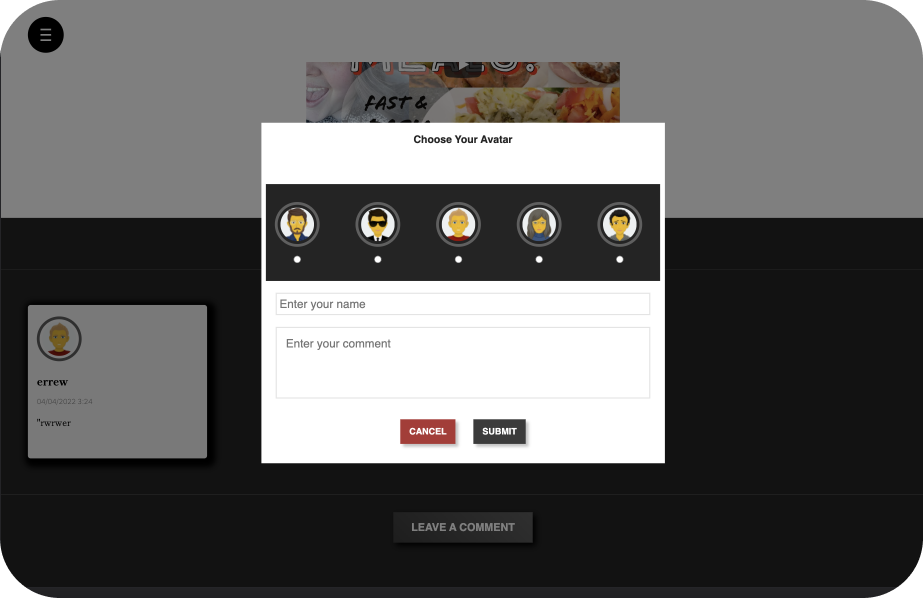 FAST &
Choose Your Avatar
Enter your name
Enter your comment
CANCEL
SUBMIT
errew
04/04/2022 3:24
"rwrwer
LEAVE A COMMENT